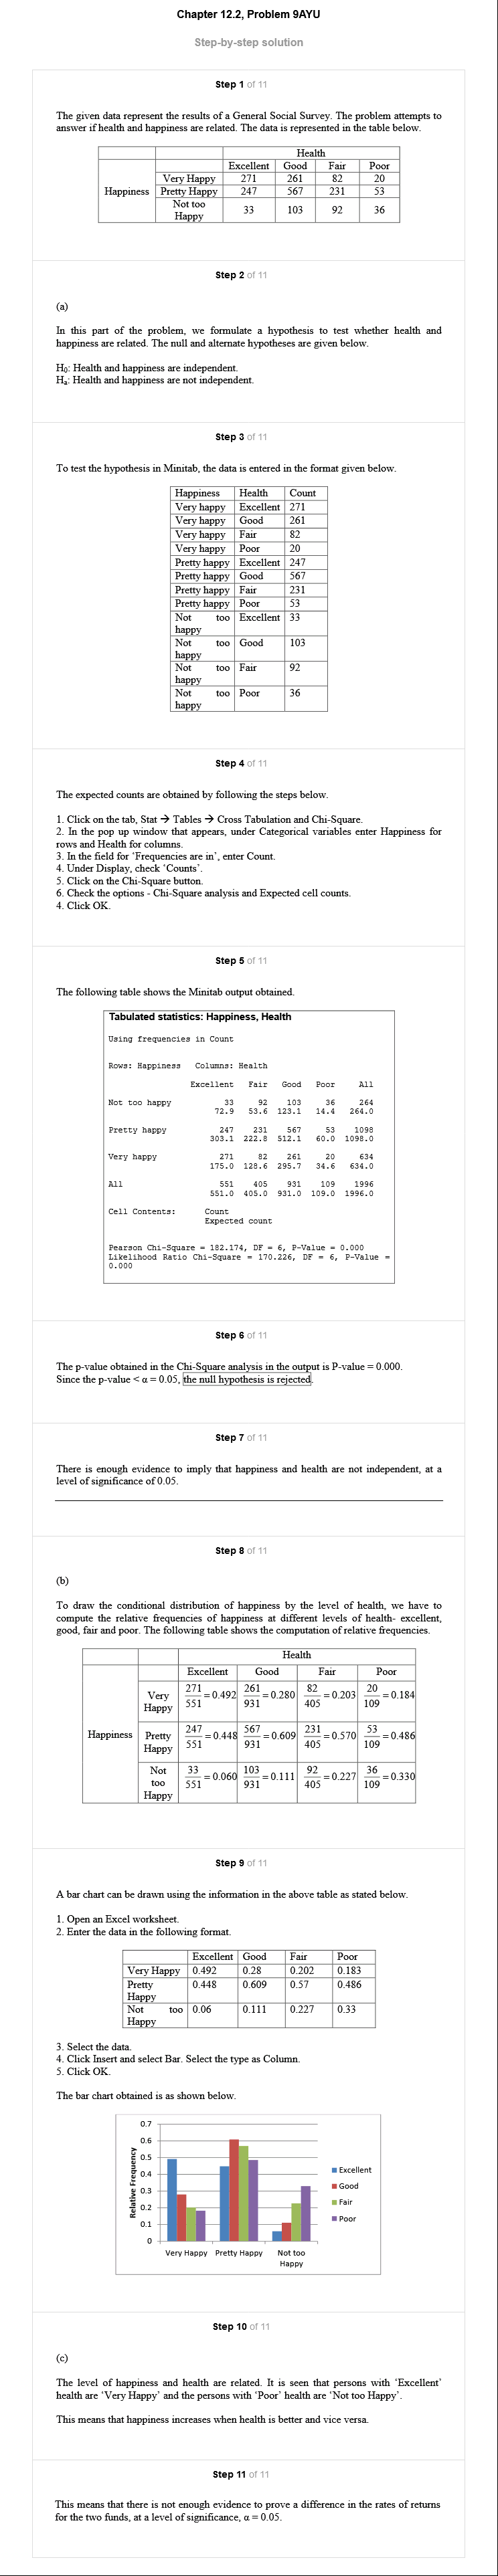 Chapter 12.2, Problem 9AYU
Step-by-step solution
Step 1 of 11
The given data represent the results of a General Social Survey. The problem attempts to
answer if health and happiness are related. The data is represented in the table below.
Health
Excellent Good Fair Poor
Happiness Very Happy 271 261 82 20
Pretty Happy 247 567 231 53
Not too
Happy 33 103 92 36
Step 2 of 11
(a)
In this part of the problem, we formulate a hypothesis to test whether health and
happiness are related. The null and alternate hypotheses are given below.
H₀: Health and happiness are independent.
Hₐ: Health and happiness are not independent.
Step 3 of 11
To test the hypothesis in Minitab, the data is entered in the format given below.
Happiness Health Count
Very happy Excellent 271
Very happy Good 261
Very happy Fair 82
Very happy Poor 20
Pretty happy Excellent 247
Pretty happy Good 567
Pretty happy Fair 231
Pretty happy Poor 53
Not too Excellent 33
happy
Not too Good 103
happy
Not too Fair 92
happy
Not too Poor 36
happy
Step 4 of 11
The expected counts are obtained by following the steps below.
1. Click on the tab, Stat → Tables → Cross Tabulation and Chi-Square.
2. In the pop up window that appears, under Categorical variables enter Happiness for
rows and Health for columns.
3. In the field for ‘Frequencies are in’, enter Count.
4. Under Display, check ‘Counts’.
5. Click on the Chi-Square button.
6. Check the options - Chi-Square analysis and Expected cell counts.
4. Click OK.
Step 5 of 11
The following table shows the Minitab output obtained.
Tabulated statistics: Happiness, Health
Using frequencies in Count
Rows: Happiness Columns: Health
Excellent Fair Good Poor All
Not too happy 33 92 103 36 264
72.9 53.6 123.1 14.4 264.0
Pretty happy 247 231 567 53 1098
303.1 222.8 512.1 60.0 1098.0
Very happy 271 82 261 20 634
175.0 128.6 295.7 34.6 634.0
All 551 405 931 109 1996
551.0 405.0 931.0 109.0 1996.0
Cell Contents: Count
Expected count
Pearson Chi-Square = 182.174, DF = 6, P-Value = 0.000
Likelihood Ratio Chi-Square = 170.226, DF = 6, P-Value =
0.000
Step 6 of 11
The p-value obtained in the Chi-Square analysis in the output is P-value = 0.000.
Since the p-value < α = 0.05, the null hypothesis is rejected.
Step 7 of 11
There is enough evidence to imply that happiness and health are not independent, at a
level of significance of 0.05.
Step 8 of 11
(b)
To draw the conditional distribution of happiness by the level of health, we have to
compute the relative frequencies of happiness at different levels of health- excellent,
good, fair and poor. The following table shows the computation of relative frequencies.
Health
Excellent Good Fair Poor
Happiness Very Happy 271/551 = 0.492 261/931 = 0.280 82/405 = 0.203 20/109 = 0.184
Pretty Happy 247/551 = 0.448 567/931 = 0.609 231/405 = 0.570 53/109 = 0.486
Not too Happy 33/551 = 0.060 103/931 = 0.111 92/405 = 0.227 36/109 = 0.330
Step 9 of 11
A bar chart can be drawn using the information in the above table as stated below.
1. Open an Excel worksheet.
2. Enter the data in the following format.
Excellent Good Fair Poor
Very Happy 0.492 0.28 0.202 0.183
Pretty 0.448 0.609 0.57 0.486
Happy
Not too 0.06 0.111 0.227 0.33
Happy
3. Select the data.
4. Click Insert and select Bar. Select the type as Column.
5. Click OK.
The bar chart obtained is as shown below.
Relative Frequency
0.7
0.6
0.5
0.4
0.3
0.2
0.1
0
Very Happy Pretty Happy Not too
Happy
Excellent
Good
Fair
Poor
Step 10 of 11
(c)
The level of happiness and health are related. It is seen that persons with ‘Excellent’
health are ‘Very Happy’ and the persons with ‘Poor’ health are ‘Not too Happy’.
This means that happiness increases when health is better and vice versa.
Step 11 of 11
This means that there is not enough evidence to prove a difference in the rates of returns
for the two funds, at a level of significance, α = 0.05.